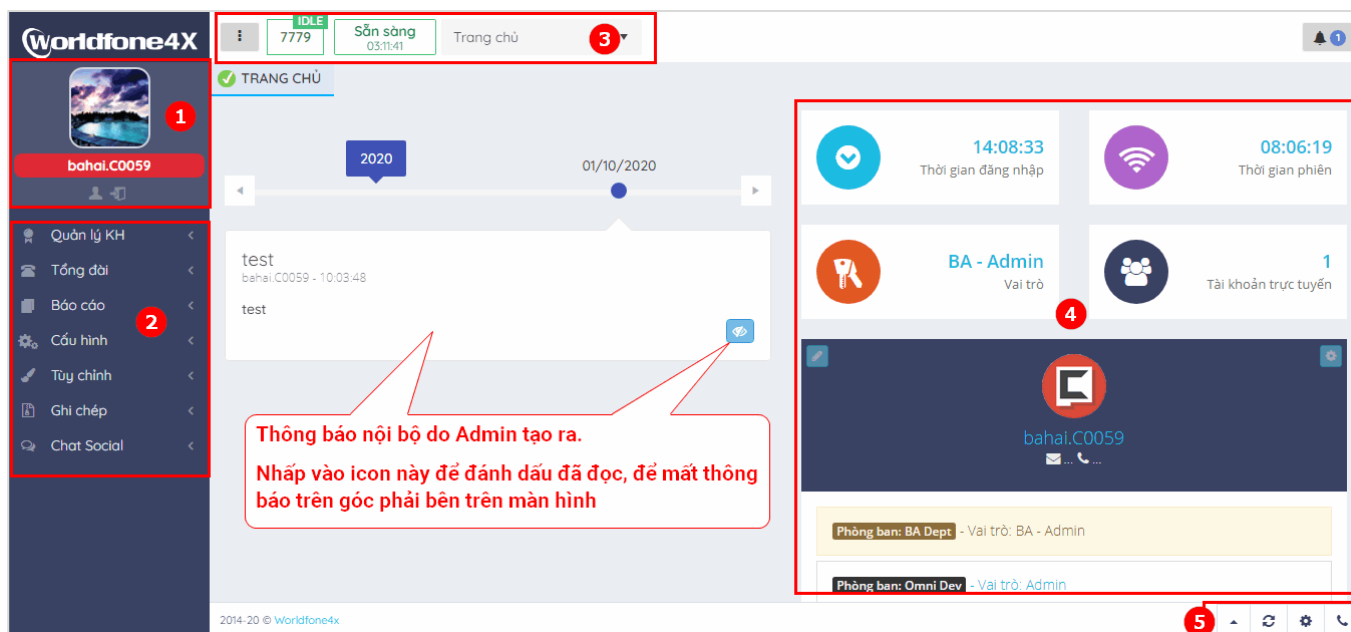 Worldfone4X
IDLE
7779
Sẵn sàng
03:11:41
Trang chủ
3
1
TRANG CHỦ
1
bahai.C0059
2020
01/10/2020
14:08:33
Thời gian đăng nhập
08:06:19
Thời gian phiên
Quản lý KH
Tổng đài
Báo cáo
2
Cấu hình
Tùy chỉnh
Ghi chép
Chat Social
test
bahai.C0059 - 10:03:48
test
BA - Admin
Vai trò
1
Tài khoản trực tuyến
4
Thông báo nội bộ do Admin tạo ra.
Nhấp vào icon này để đánh dấu đã đọc, để mất thông
báo trên góc phải bên trên màn hình
bahai.C0059
... ...
Phòng ban: BA Dept - Vai trò: BA - Admin
Phòng ban: Omni Dev - Vai trò: Admin
2014-20 © Worldfone4x
5